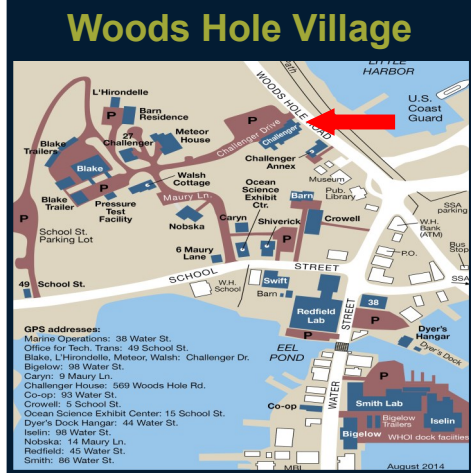 Woods Hole Village
LITTLE
HARBOR
WOODS HOLE ROAD
Path
U.S.
Coast
Guard
L'Hirondelle
P
Barn
Residence
27
Challenger
Meteor
House
P
Challenger Drive
Challenger
Blake
Trailers
Blake
Challenger
Annex
Walsh
Cottage
Ocean
Science
Exhibit
Ctr.
Museum
Pub.
Library
Blake
Trailer
P
Pressure
Test
Facility
Maury Ln.
Barn
SSA
parking
P
School St.
Parking Lot
Nobska
Caryn
Shiverick
Crowell
W.H.
Bank
(ATM)
P
6 Maury
Lane
P.O.
Bus
Stop
SCHOOL STREET
SSA
49 School St.
W.H.
School
Swift
Barn
STREET
38
Redfield
Lab
P
P
Dyer's
Hangar
Dyer's Dock
EEL
POND
GPS addresses:
Marine Operations: 38 Water St.
Office for Tech. Trans: 49 School St.
Blake, L'Hirondelle, Meteor, Walsh: Challenger Dr.
Bigelow: 98 Water St.
Caryn: 9 Maury Ln.
Challenger House: 569 Woods Hole Rd.
Co-op: 93 Water St.
Crowell: 5 School St.
Ocean Science Exhibit Center: 15 School St.
Dyer's Dock Hangar: 44 Water St.
Iselin: 98 Water St.
Nobska: 14 Maury Ln.
Redfield: 45 Water St.
Smith: 86 Water St.
WATER
P
Co-op
Smith Lab
Bigelow
Trailers
Iselin
Bigelow
WHOI dock facilities
MBL
August 2014